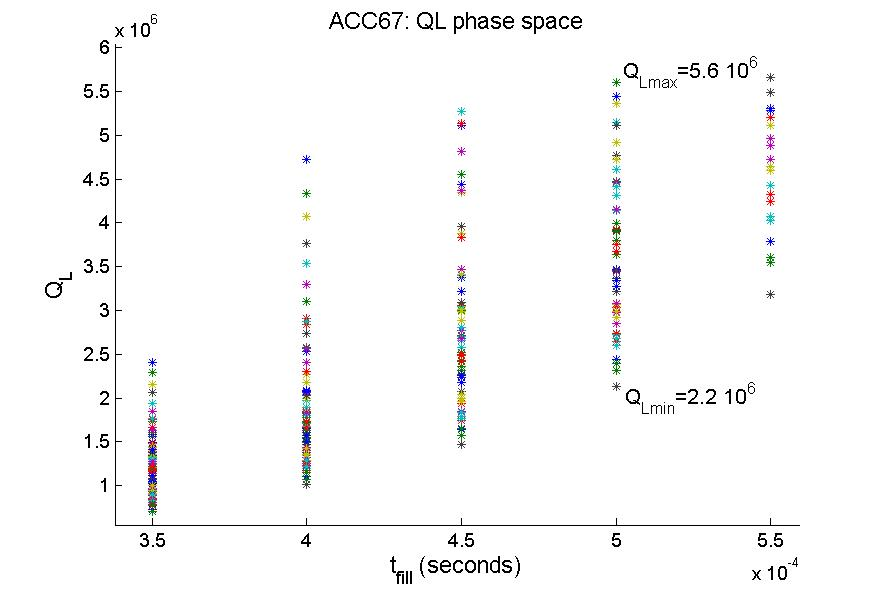 ACC67: QL phase space
x 10^6
6
5.5
5
4.5
4
3.5
3
2.5
2
1.5
1
Q_L
Q_Lmax=5.6 10^6
Q_Lmin=2.2 10^6
3.5 4 4.5 5 5.5
t_fill (seconds)
x 10^-4